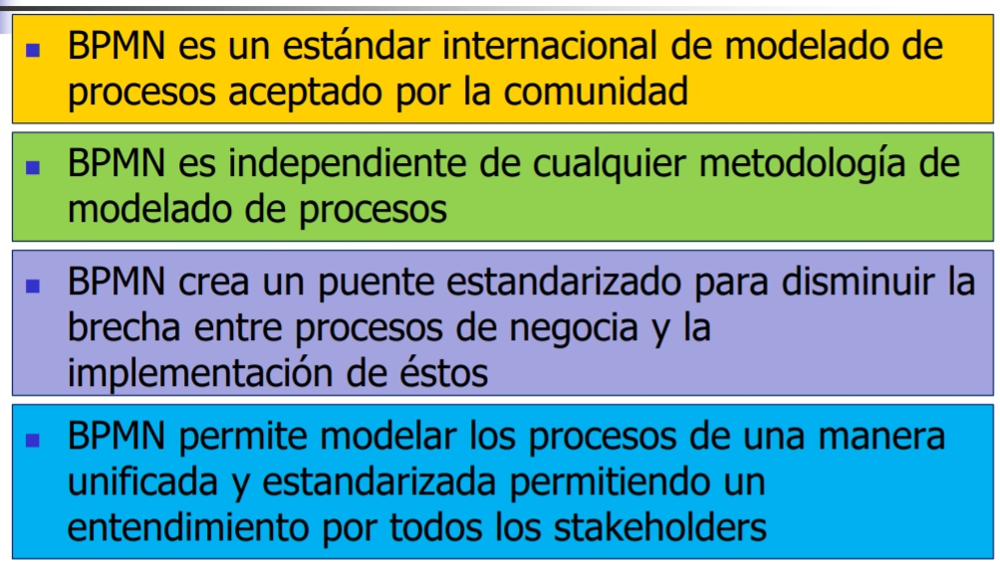 BPMN es un estándar internacional de modelado de
procesos aceptado por la comunidad
BPMN es independiente de cualquier metodología de
modelado de procesos
BPMN crea un puente estandarizado para disminuir la
brecha entre procesos de negocia y la
implementación de éstos
BPMN permite modelar los procesos de una manera
unificada y estandarizada permitiendo un
entendimiento por todos los stakeholders